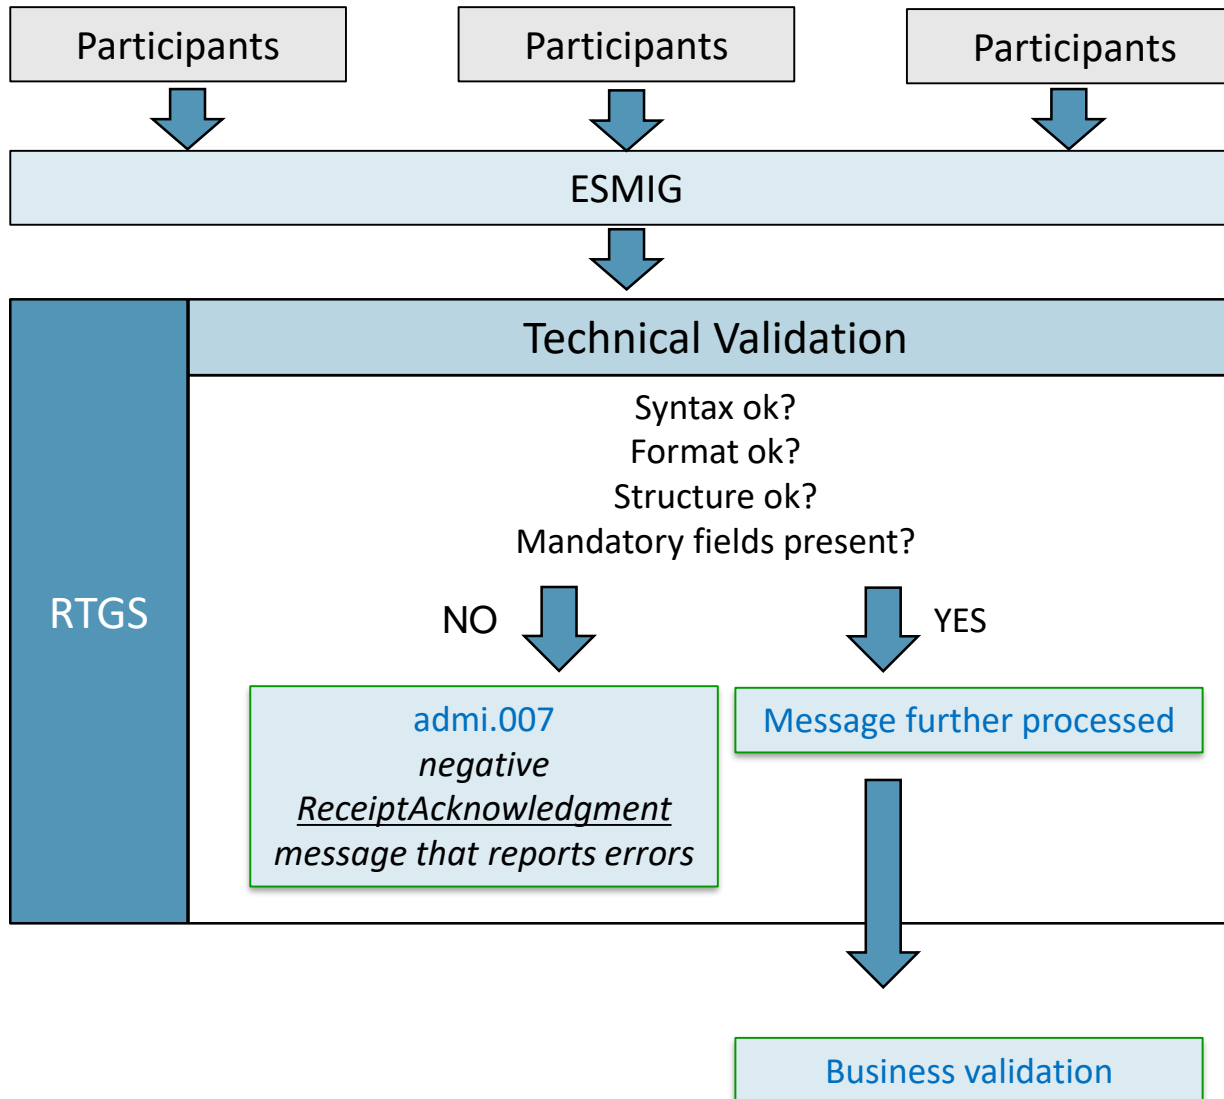 Participants
Participants
Participants
ESMIG
RTGS
Technical Validation
Syntax ok?
Format ok?
Structure ok?
Mandatory fields present?
NO
YES
admi.007
negative
ReceiptAcknowledgment
message that reports errors
Message further processed
Business validation